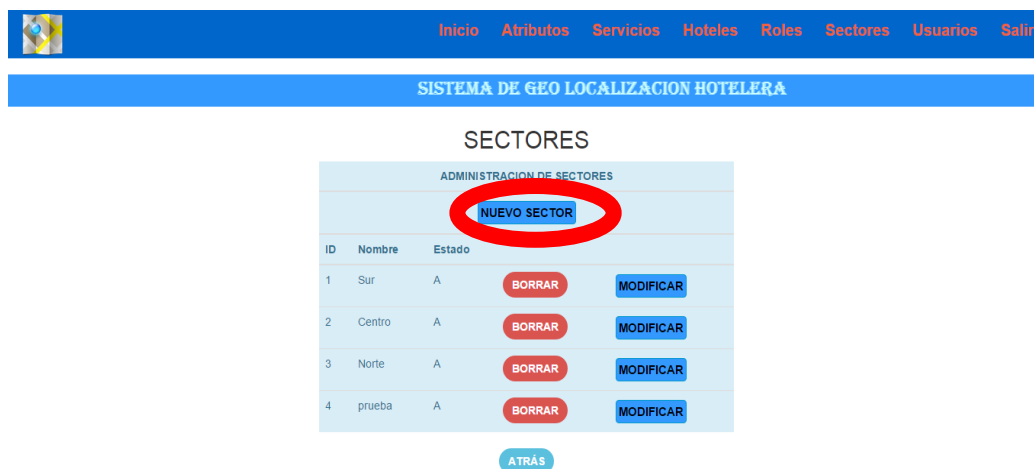 Inicio Atributos Servicios Hoteles Roles Sectores Usuarios Salir
SISTEMA DE GEO LOCALIZACION HOTELERA
SECTORES
ADMINISTRACION DE SECTORES
NUEVO SECTOR
ID Nombre Estado
1 Sur A BORRAR MODIFICAR
2 Centro A BORRAR MODIFICAR
3 Norte A BORRAR MODIFICAR
4 prueba A BORRAR MODIFICAR
ATRÁS